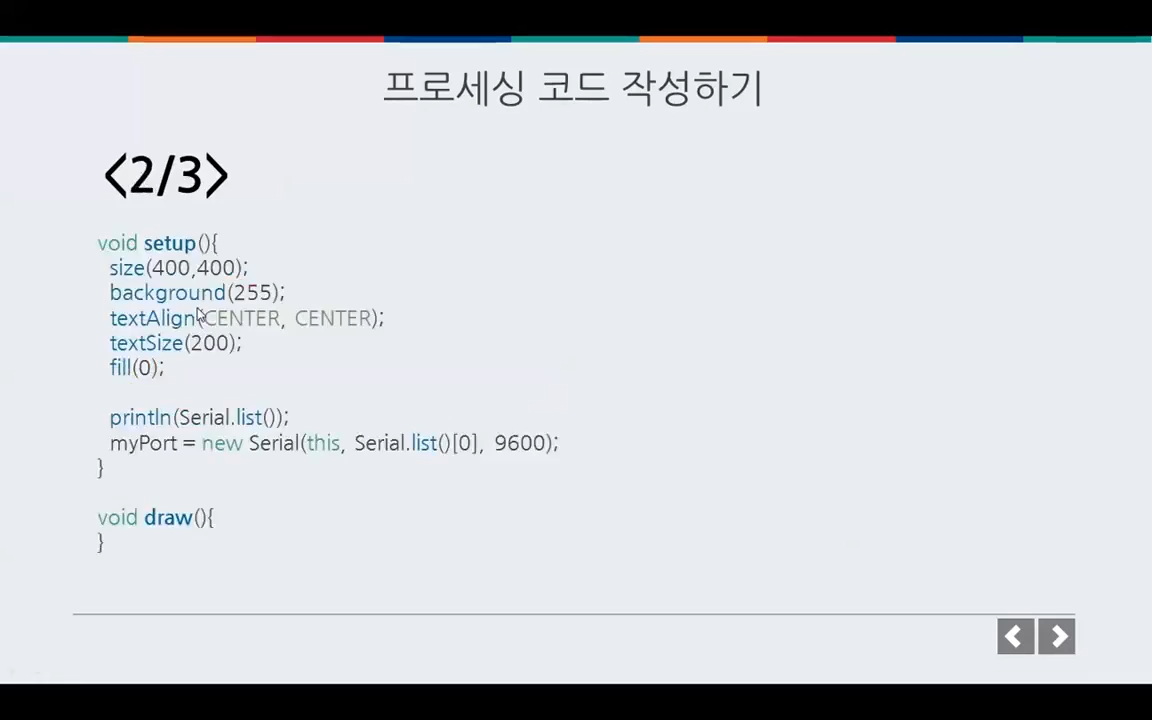 프로세싱 코드 작성하기
<2/3>
void setup(){
size(400,400);
background(255);
textAlign(CENTER, CENTER);
textSize(200);
fill(0);
println(Serial.list());
myPort = new Serial(this, Serial.list()[0], 9600);
}
void draw(){
}